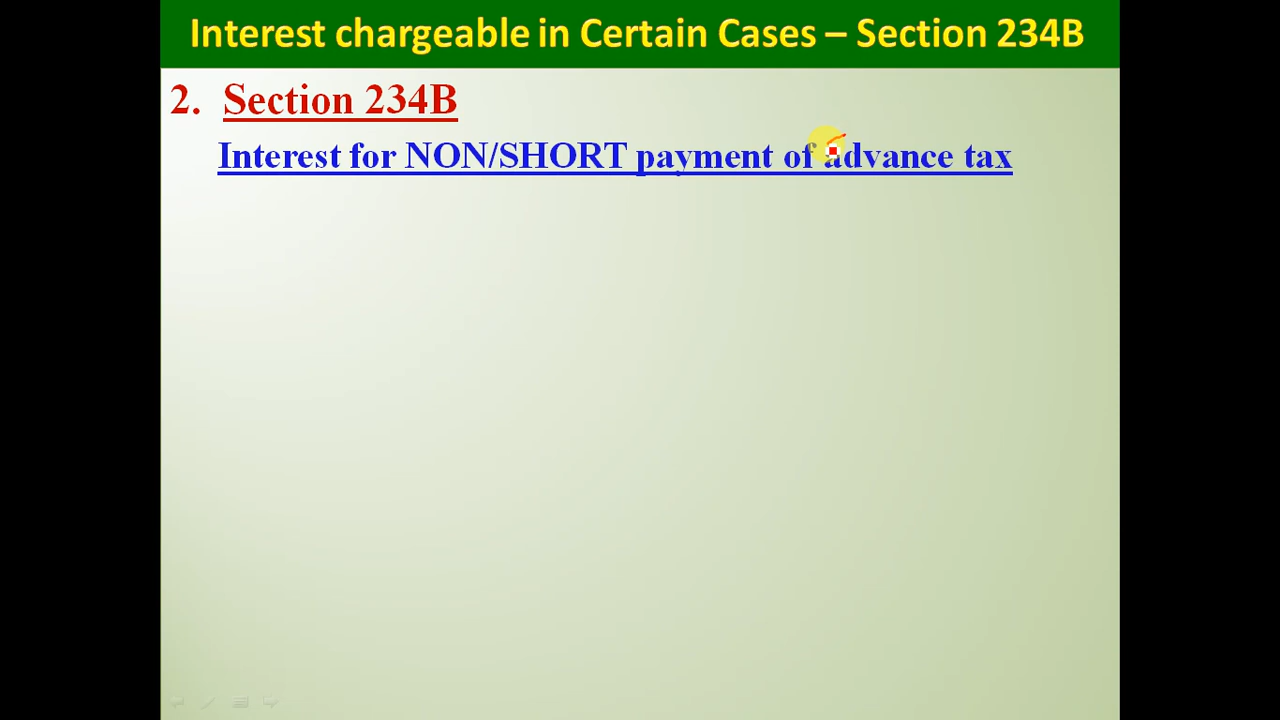 Interest chargeable in Certain Cases – Section 234B
2. Section 234B
Interest for NON/SHORT payment of advance tax